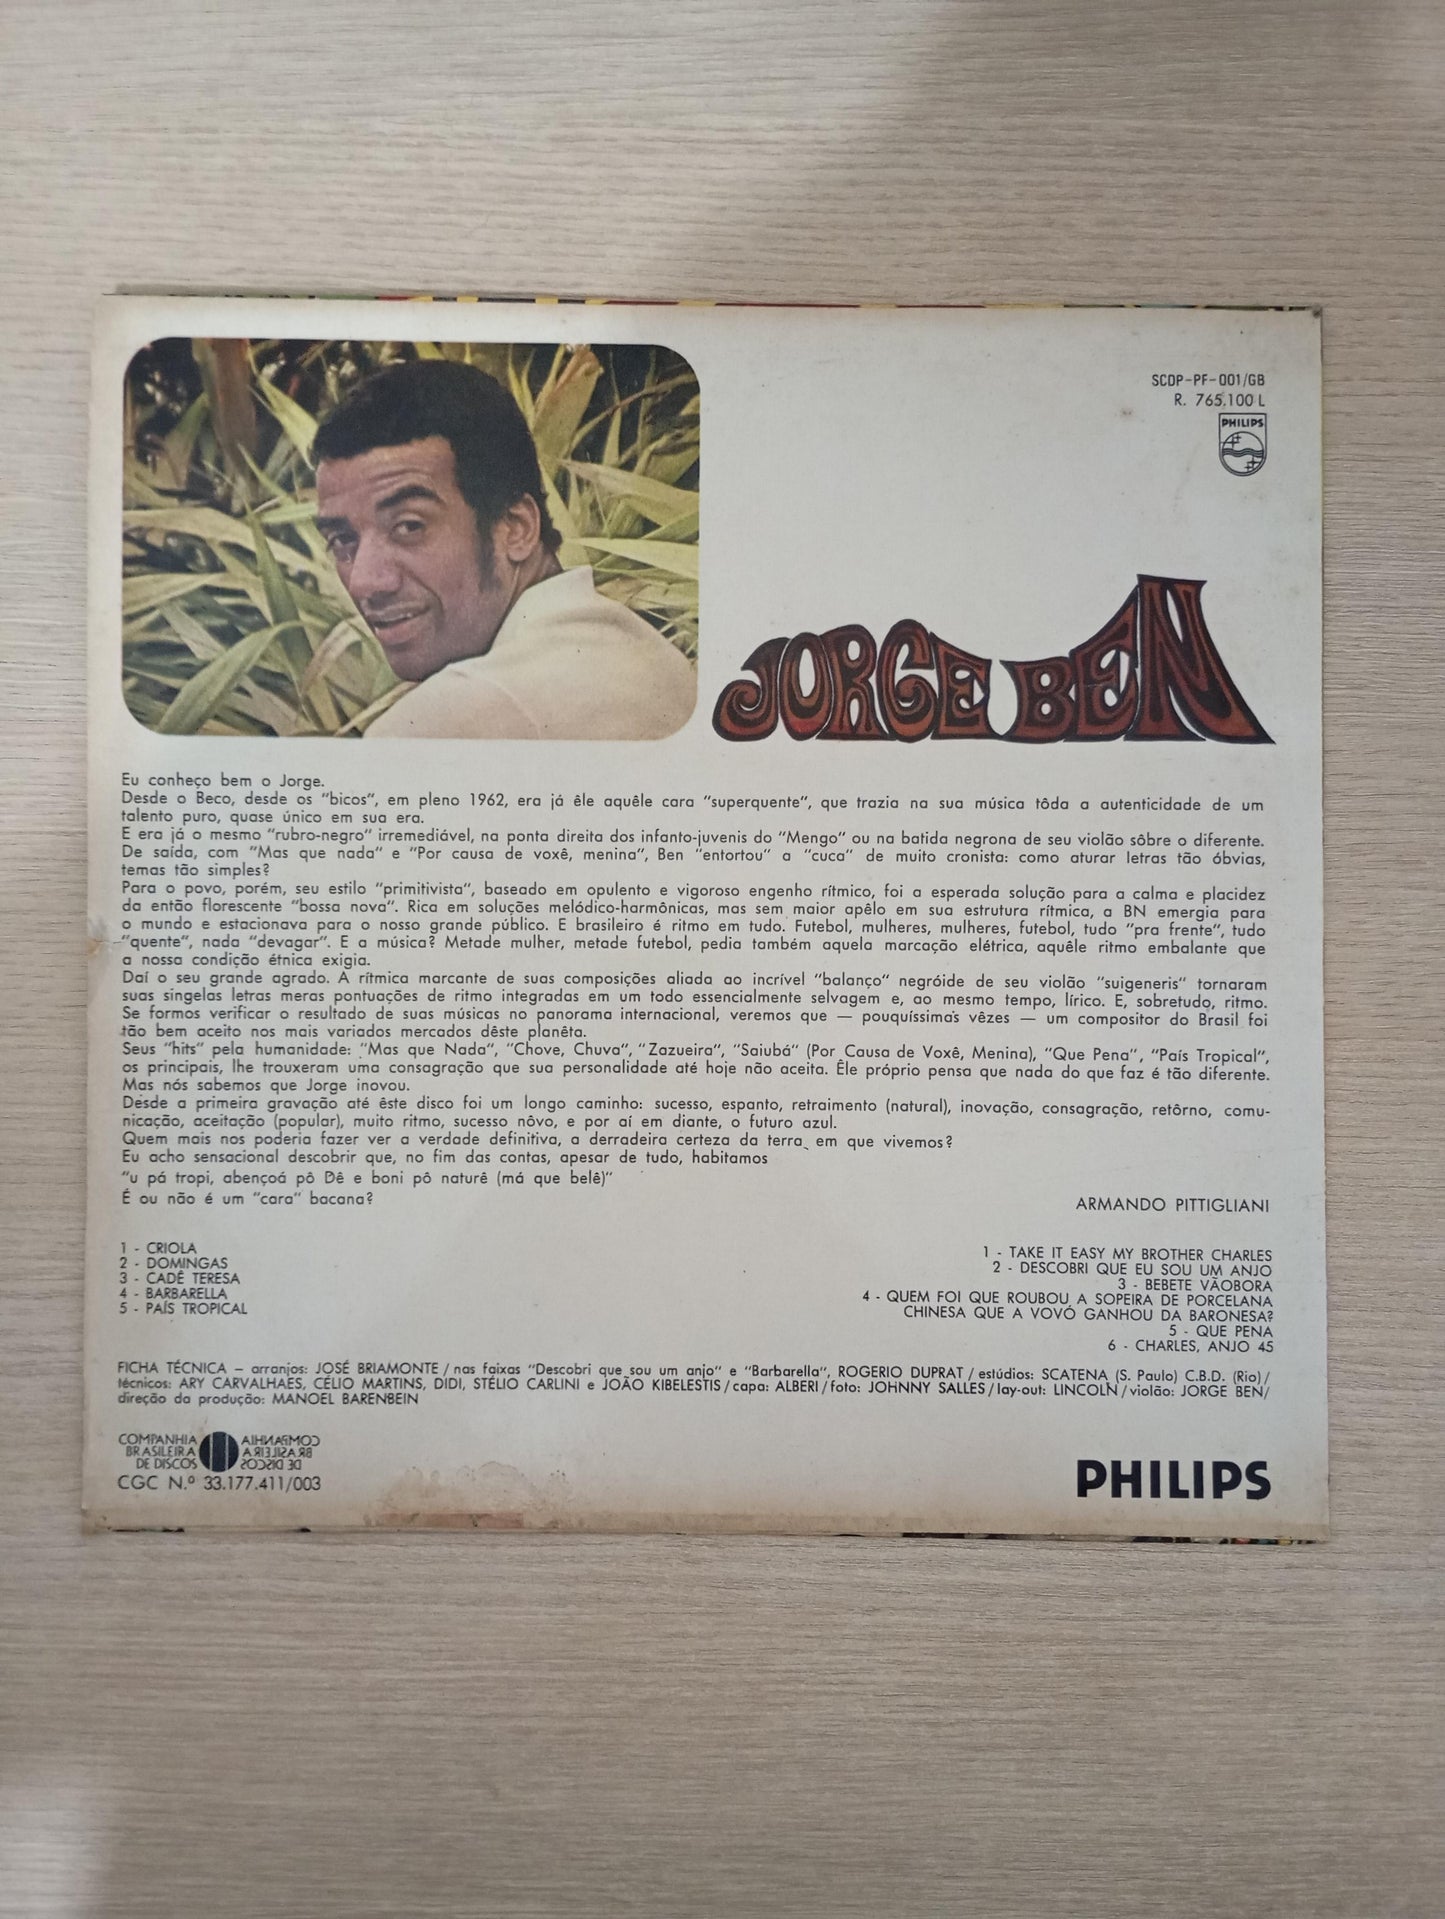 SCDP-PF-001/GB
R. 765.100 L
PHILIPS
JORGE BEN
Eu conheço bem o Jorge.
Desde o Beco, desde os "bicos", em pleno 1962, era já êle aquêle cara "superquente", que trazia na sua música tôda a autenticidade de um
talento puro, quase único em sua era.
E era já o mesmo "rubro-negro" irremediável, na ponta direita dos infanto-juvenis do "Mengo" ou na batida negrona de seu violão sôbre o diferente.
De saída, com "Mas que nada" e "Por causa de voxê, menina", Ben "entortou" a "cuca" de muito cronista: como aturar letras tão óbvias,
temas tão simples?
Para o povo, porém, seu estilo "primitivista", baseado em opulento e vigoroso engenho rítmico, foi a esperada solução para a calma e placidez
da então florescente "bossa nova". Rica em soluções melódico-harmônicas, mas sem maior apêlo em sua estrutura rítmica, a BN emergia para
o mundo e estacionava para o nosso grande público. E brasileiro é ritmo em tudo. Futebol, mulheres, mulheres, futebol, tudo "pra frente", tudo
"quente", nada "devagar". E a música? Metade mulher, metade futebol, pedia também aquela marcação elétrica, aquêle ritmo embalante que
a nossa condição étnica exigia.
Daí o seu grande agrado. A rítmica marcante de suas composições aliada ao incrível "balanço" negróide de seu violão "suigeneris" tornaram
suas singelas letras meras pontuações de ritmo integradas em um todo essencialmente selvagem e, ao mesmo tempo, lírico. E, sobretudo, ritmo.
Se formos verificar o resultado de suas músicas no panorama internacional, veremos que — pouquíssimas vêzes — um compositor do Brasil foi
tão bem aceito nos mais variados mercados dêste planêta.
Seus "hits" pela humanidade: "Mas que Nada", "Chove, Chuva", "Zazueira", "Saiubá" (Por Causa de Voxê, Menina), "Que Pena", "País Tropical",
os principais, lhe trouxeram uma consagração que sua personalidade até hoje não aceita. Êle próprio pensa que nada do que faz é tão diferente.
Mas nós sabemos que Jorge inovou.
Desde a primeira gravação até êste disco foi um longo caminho: sucesso, espanto, retraimento (natural), inovação, consagração, retôrno, comu-
nicação, aceitação (popular), muito ritmo, sucesso nôvo, e por aí em diante, o futuro azul.
Quem mais nos poderia fazer ver a verdade definitiva, a derradeira certeza da terra em que vivemos?
Eu acho sensacional descobrir que, no fim das contas, apesar de tudo, habitamos
"u pá tropi, abençoá pô Dê e boni pô naturê (má que belê)"
É ou não é um "cara" bacana?
ARMANDO PITTIGLIANI
1 - CRIOLA
2 - DOMINGAS
3 - CADÊ TERESA
4 - BARBARELLA
5 - PAÍS TROPICAL
1 - TAKE IT EASY MY BROTHER CHARLES
2 - DESCOBRI QUE EU SOU UM ANJO
3 - BEBETE VÃOBORA
4 - QUEM FOI QUE ROUBOU A SOPEIRA DE PORCELANA
CHINESA QUE A VOVÓ GANHOU DA BARONESA?
5 - QUE PENA
6 - CHARLES, ANJO 45
FICHA TÉCNICA – arranjos: JOSÉ BRIAMONTE / nas faixas "Descobri que sou um anjo" e "Barbarella", ROGERIO DUPRAT / estúdios: SCATENA (S. Paulo) C.B.D. (Rio) /
técnicos: ARY CARVALHAES, CÉLIO MARTINS, DIDI, STÉLIO CARLINI e JOÃO KIBELESTIS / capa: ALBERI / foto: JOHNNY SALLES / lay-out: LINCOLN / violão: JORGE BEN /
direção da produção: MANOEL BARENBEIN
COMPANHIA COMPANHIA
BRASILEIRA BRASILEIRA
DE DISCOS DE DISCOS
CGC N.º 33.177.411/003
PHILIPS